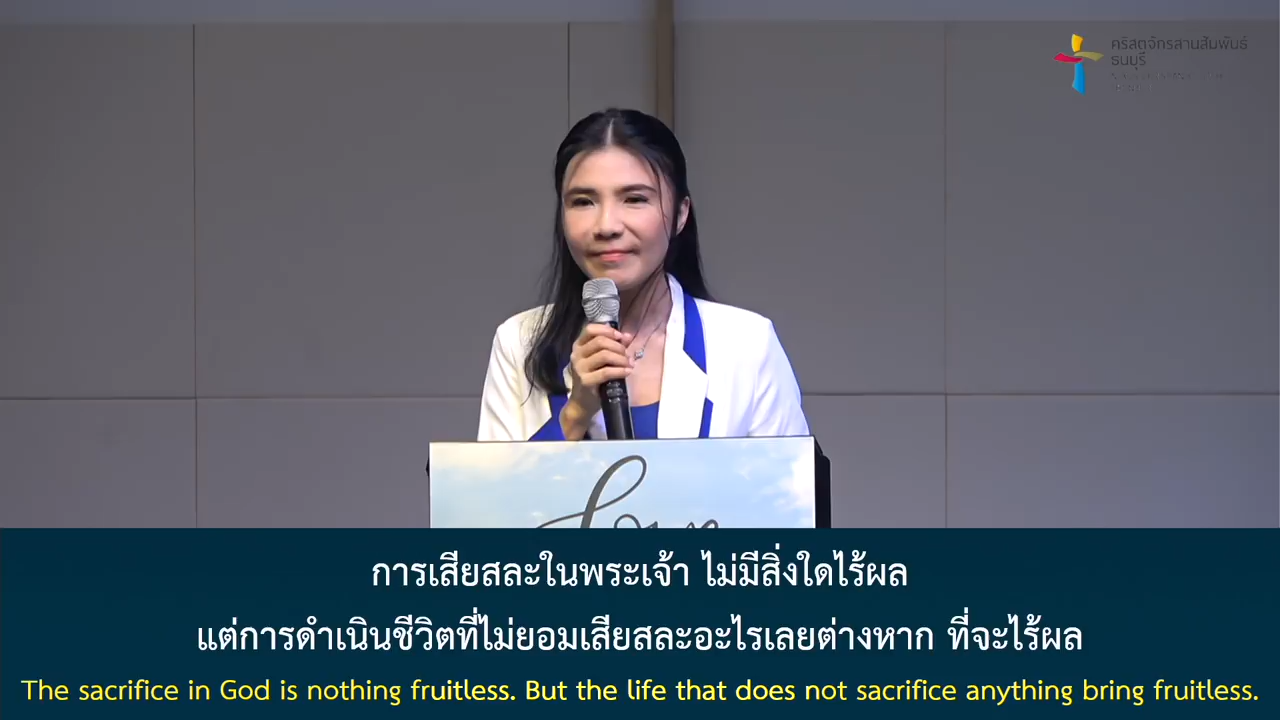 คริสตจักรสานสัมพันธ์
ธนบุรี
Love
การเสียสละในพระเจ้า ไม่มีสิ่งใดไร้ผล
แต่การดำเนินชีวิตที่ไม่ยอมเสียสละอะไรเลยต่างหาก ที่จะไร้ผล
The sacrifice in God is nothing fruitless. But the life that does not sacrifice anything bring fruitless.